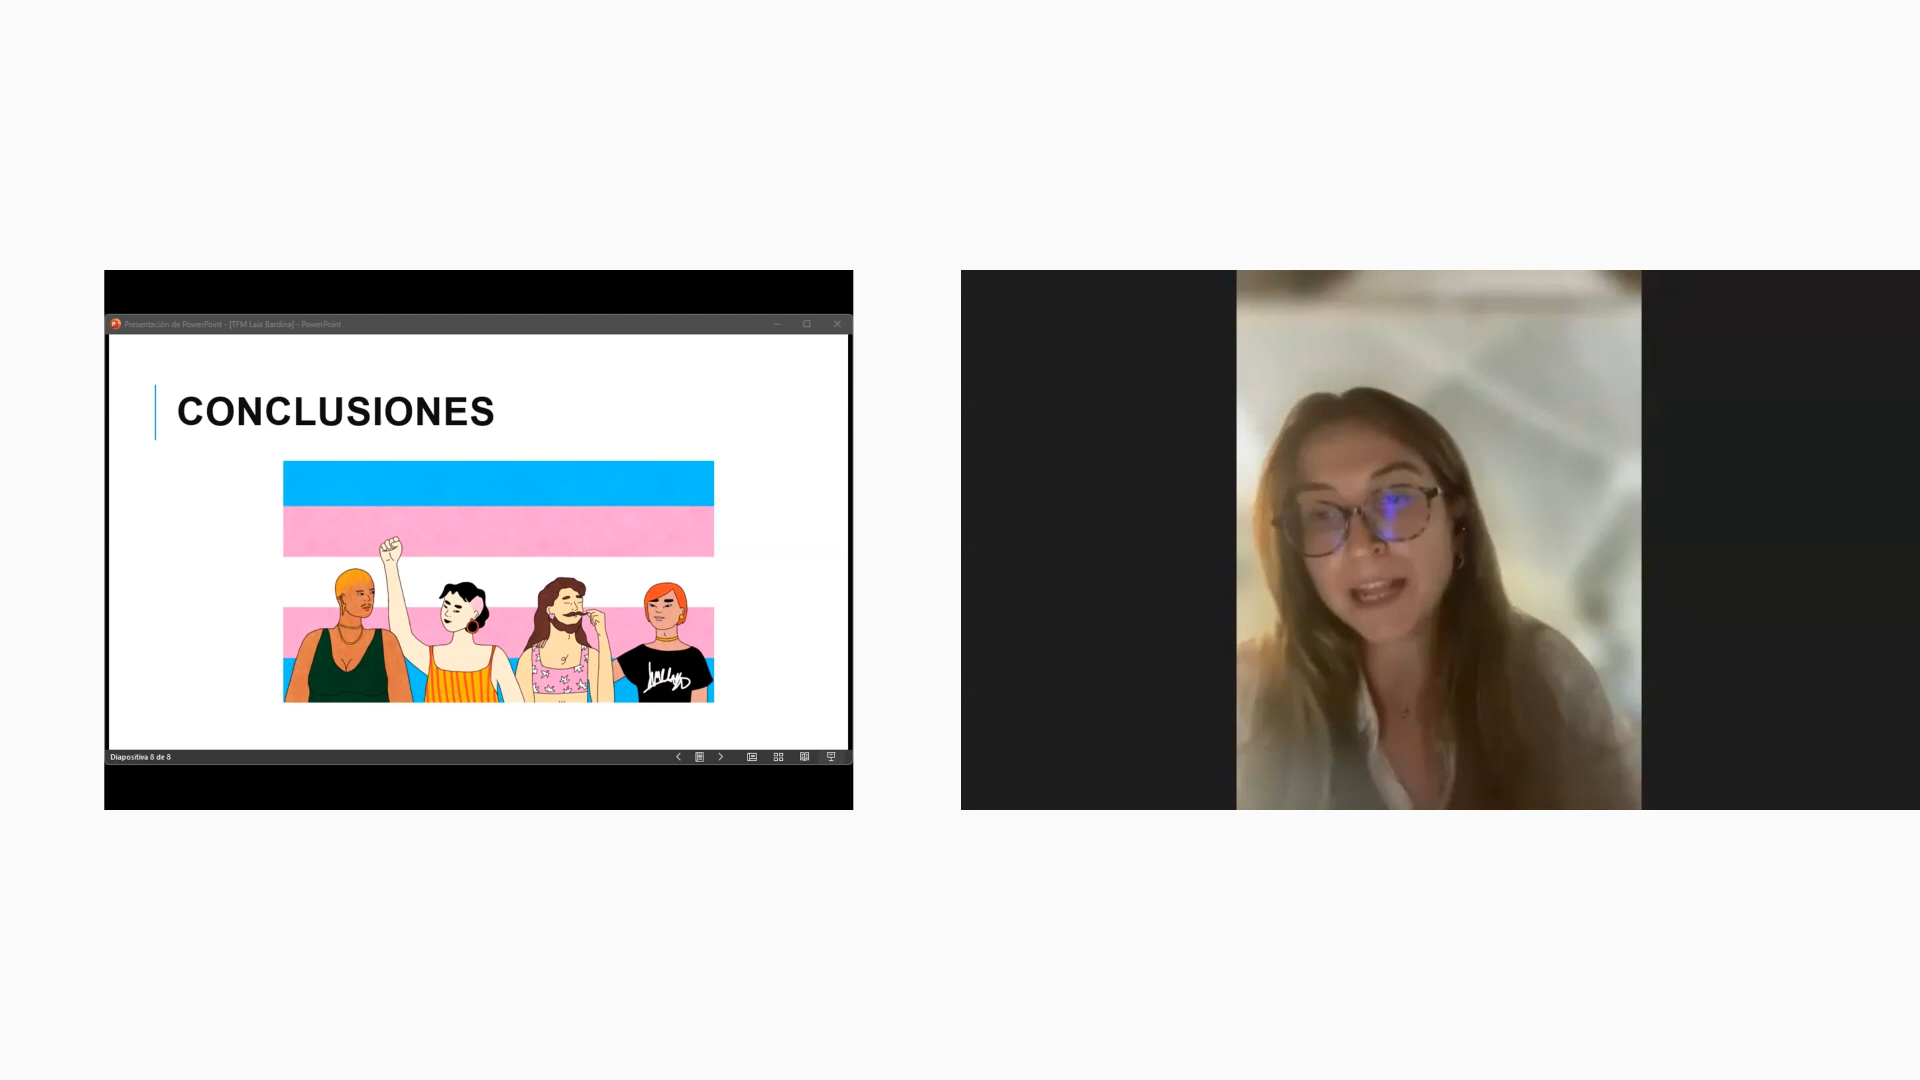 Presentación de PowerPoint - [TFM Laia Bardina] - PowerPoint
CONCLUSIONES
Diapositiva 8 de 8